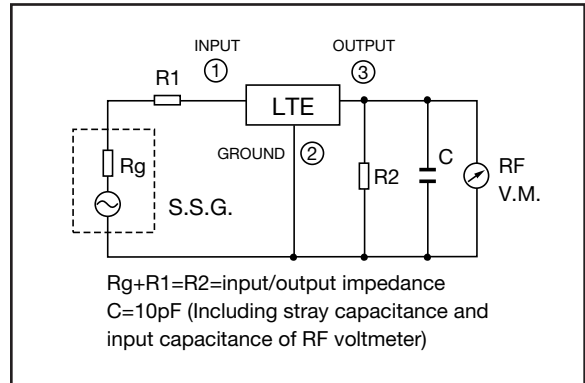 INPUT
OUTPUT
①
③
R1
LTE
GROUND ②
Rg
S.S.G.
R2
C
RF
V.M.
Rg+R1=R2=input/output impedance
C=10pF (Including stray capacitance and
input capacitance of RF voltmeter)